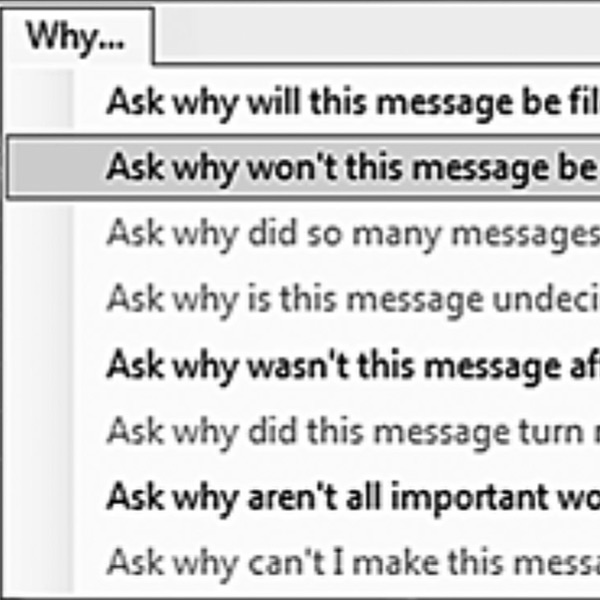 Why...
Ask why will this message be fil
Ask why won't this message be
Ask why did so many messages
Ask why is this message undeci
Ask why wasn't this message af
Ask why did this message turn r
Ask why aren't all important wo
Ask why can't I make this messa